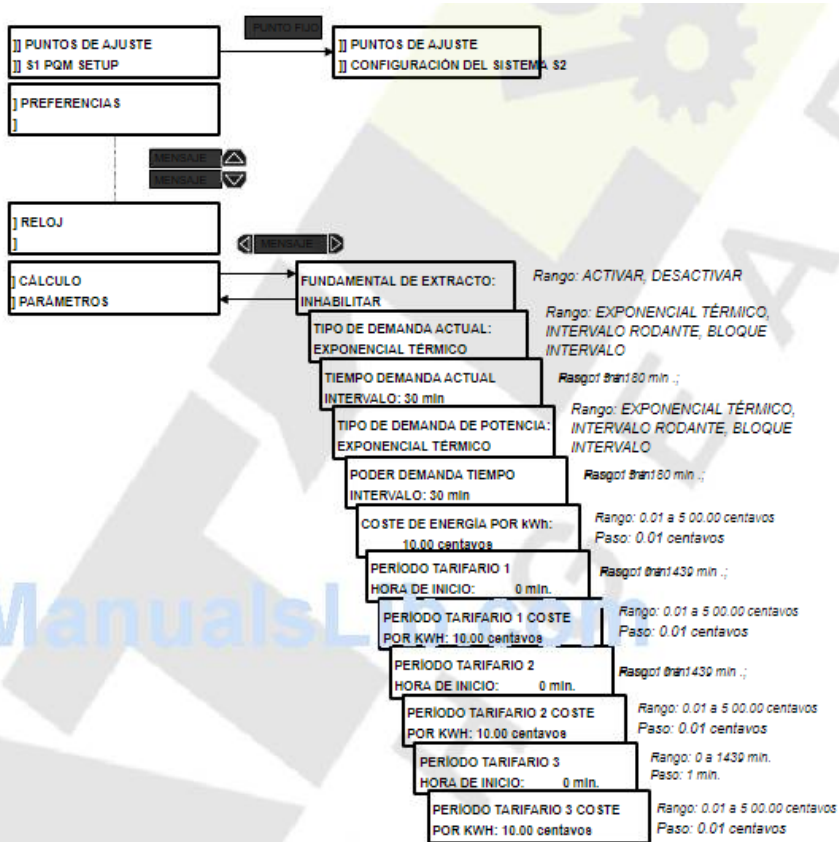 PUNTO FIJO
]] PUNTOS DE AJUSTE
]] S1 PQM SETUP
]] PUNTOS DE AJUSTE
]] CONFIGURACIÓN DEL SISTEMA S2
] PREFERENCIAS
]
MENSAJE
MENSAJE
] RELOJ
]
MENSAJE
] CÁLCULO
] PARÁMETROS
FUNDAMENTAL DE EXTRACTO:
INHABILITAR
Rango: ACTIVAR, DESACTIVAR
TIPO DE DEMANDA ACTUAL:
EXPONENCIAL TÉRMICO
Rango: EXPONENCIAL TÉRMICO,
INTERVALO RODANTE, BLOQUE
INTERVALO
TIEMPO DEMANDA ACTUAL
INTERVALO: 30 min
180 min .;
TIPO DE DEMANDA DE POTENCIA:
EXPONENCIAL TÉRMICO
Rango: EXPONENCIAL TÉRMICO,
INTERVALO RODANTE, BLOQUE
INTERVALO
PODER DEMANDA TIEMPO
INTERVALO: 30 min
180 min .;
COSTE DE ENERGÍA POR kWh:
10.00 centavos
Rango: 0.01 a 5 00.00 centavos
Paso: 0.01 centavos
PERÍODO TARIFARIO 1
HORA DE INICIO: 0 min.
1439 min .;
PERÍODO TARIFARIO 1 COSTE
POR KWH: 10.00 centavos
Rango: 0.01 a 5 00.00 centavos
Paso: 0.01 centavos
PERÍODO TARIFARIO 2
HORA DE INICIO: 0 min.
1439 min .;
PERÍODO TARIFARIO 2 COSTE
POR KWH: 10.00 centavos
Rango: 0.01 a 5 00.00 centavos
Paso: 0.01 centavos
PERÍODO TARIFARIO 3
HORA DE INICIO: 0 min.
Rango: 0 a 1439 min.
Paso: 1 min.
PERÍODO TARIFARIO 3 COSTE
POR KWH: 10.00 centavos
Rango: 0.01 a 5 00.00 centavos
Paso: 0.01 centavos
ManualsLib.com